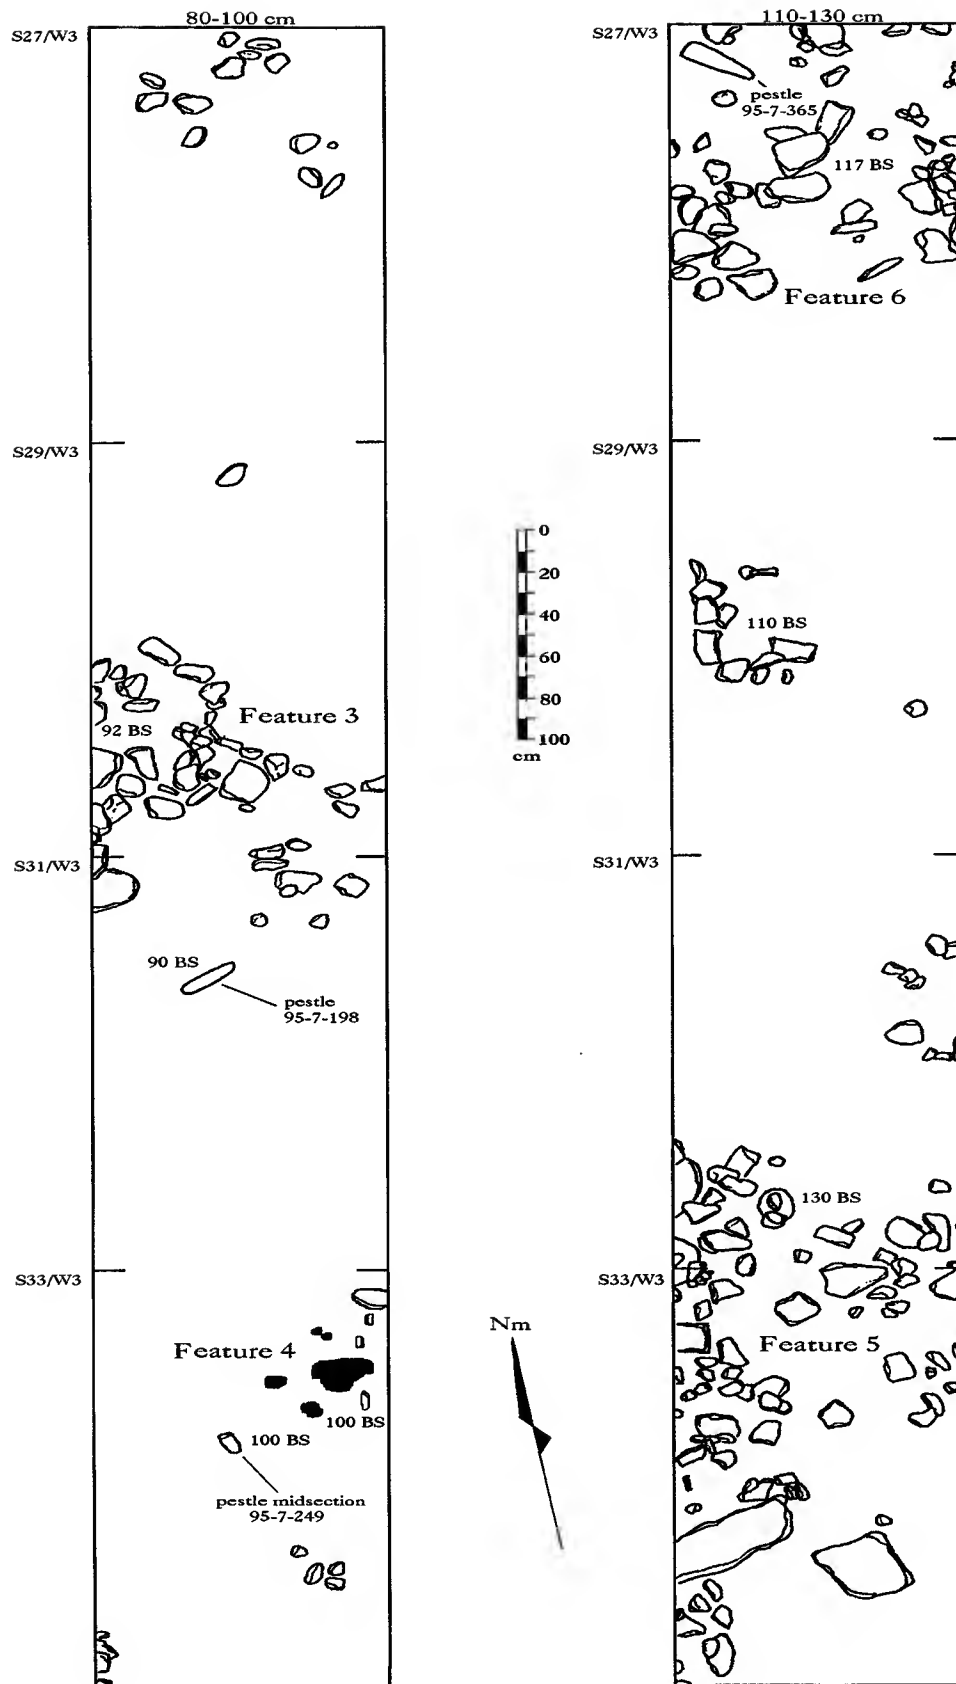 80-100 cm
S27/W3
S29/W3
Feature 3
92 BS
S31/W3
90 BS
pestle
95-7-198
S33/W3
Feature 4
100 BS
100 BS
pestle midsection
95-7-249
0
20
40
60
80
100
cm
Nm
110-130 cm
S27/W3
pestle
95-7-365
117 BS
Feature 6
S29/W3
110 BS
S31/W3
130 BS
S33/W3
Feature 5